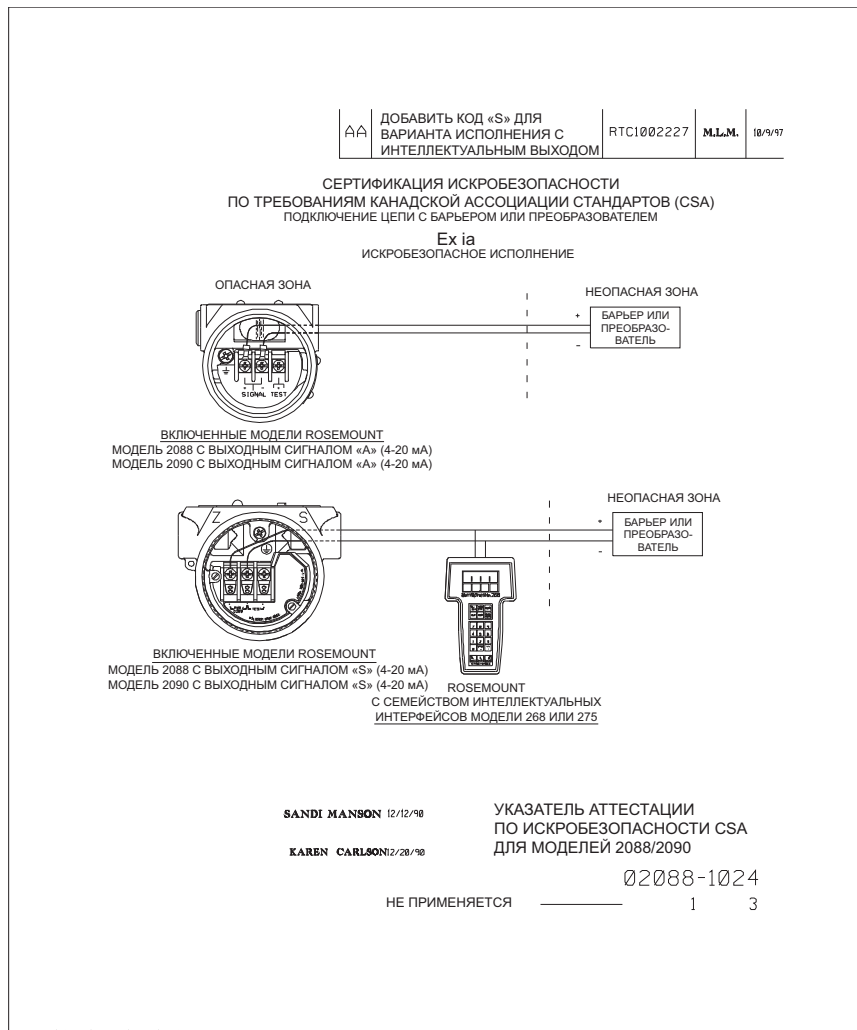 AA
ДОБАВИТЬ КОД «S» ДЛЯ
ВАРИАНТА ИСПОЛНЕНИЯ С
ИНТЕЛЛЕКТУАЛЬНЫМ ВЫХОДОМ
RTC1002227
M.L.M.
10/9/97
СЕРТИФИКАЦИЯ ИСКРОБЕЗОПАСНОСТИ
ПО ТРЕБОВАНИЯМ КАНАДСКОЙ АССОЦИАЦИИ СТАНДАРТОВ (CSA)
ПОДКЛЮЧЕНИЕ ЦЕПИ С БАРЬЕРОМ ИЛИ ПРЕОБРАЗОВАТЕЛЕМ
Ex ia
ИСКРОБЕЗОПАСНОЕ ИСПОЛНЕНИЕ
ОПАСНАЯ ЗОНА
НЕОПАСНАЯ ЗОНА
+
БАРЬЕР ИЛИ
ПРЕОБРАЗО-
ВАТЕЛЬ
-
SIGNAL TEST
ВКЛЮЧЕННЫЕ МОДЕЛИ ROSEMOUNT
МОДЕЛЬ 2088 С ВЫХОДНЫМ СИГНАЛОМ «A» (4-20 мА)
МОДЕЛЬ 2090 С ВЫХОДНЫМ СИГНАЛОМ «A» (4-20 мА)
НЕОПАСНАЯ ЗОНА
Z S
+
БАРЬЕР ИЛИ
ПРЕОБРАЗО-
ВАТЕЛЬ
-
ВКЛЮЧЕННЫЕ МОДЕЛИ ROSEMOUNT
МОДЕЛЬ 2088 С ВЫХОДНЫМ СИГНАЛОМ «S» (4-20 мА)
МОДЕЛЬ 2090 С ВЫХОДНЫМ СИГНАЛОМ «S» (4-20 мА)
ROSEMOUNT
С СЕМЕЙСТВОМ ИНТЕЛЛЕКТУАЛЬНЫХ
ИНТЕРФЕЙСОВ МОДЕЛИ 268 ИЛИ 275
SANDI MANSON 12/12/90
KAREN CARLSON 12/20/90
УКАЗАТЕЛЬ АТТЕСТАЦИИ
ПО ИСКРОБЕЗОПАСНОСТИ CSA
ДЛЯ МОДЕЛЕЙ 2088/2090
02088-1024
НЕ ПРИМЕНЯЕТСЯ
1 3